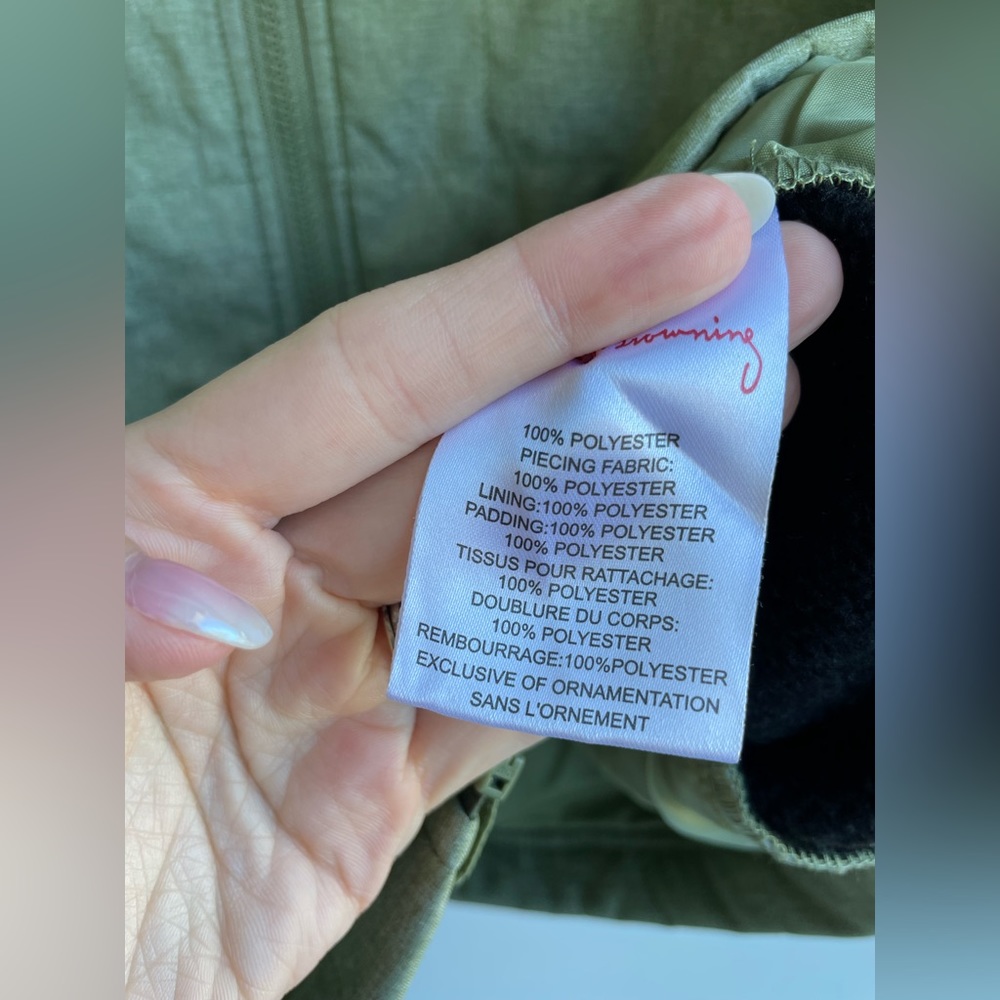 Browning
100% POLYESTER
PIECING FABRIC:
100% POLYESTER
LINING:100% POLYESTER
PADDING:100% POLYESTER
100% POLYESTER
TISSUS POUR RATTACHAGE:
100% POLYESTER
DOUBLURE DU CORPS:
100% POLYESTER
REMBOURRAGE:100%POLYESTER
EXCLUSIVE OF ORNAMENTATION
SANS L'ORNEMENT